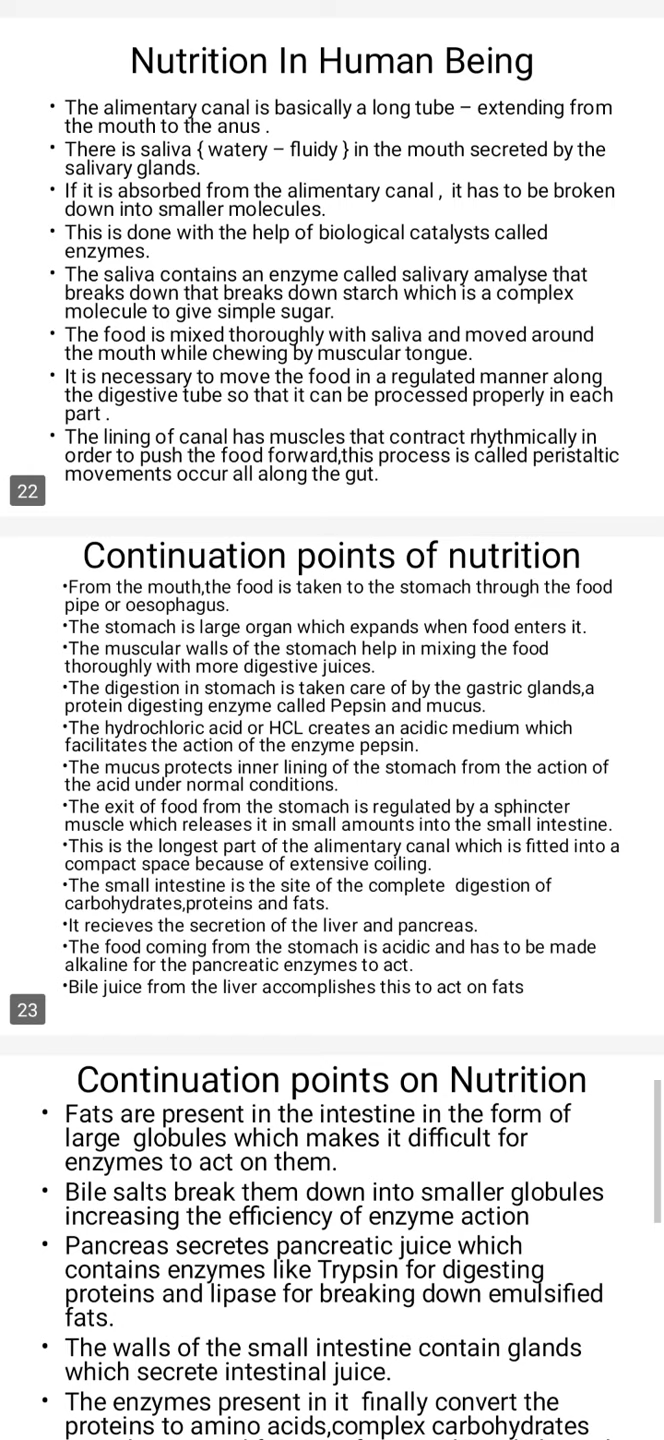 Nutrition In Human Being
• The alimentary canal is basically a long tube – extending from
the mouth to the anus .
• There is saliva { watery – fluidy } in the mouth secreted by the
salivary glands.
• If it is absorbed from the alimentary canal , it has to be broken
down into smaller molecules.
• This is done with the help of biological catalysts called
enzymes.
• The saliva contains an enzyme called salivary amalyse that
breaks down that breaks down starch which is a complex
molecule to give simple sugar.
• The food is mixed thoroughly with saliva and moved around
the mouth while chewing by muscular tongue.
• It is necessary to move the food in a regulated manner along
the digestive tube so that it can be processed properly in each
part .
• The lining of canal has muscles that contract rhythmically in
order to push the food forward,this process is called peristaltic
movements occur all along the gut.
22
Continuation points of nutrition
•From the mouth,the food is taken to the stomach through the food
pipe or oesophagus.
•The stomach is large organ which expands when food enters it.
•The muscular walls of the stomach help in mixing the food
thoroughly with more digestive juices.
•The digestion in stomach is taken care of by the gastric glands,a
protein digesting enzyme called Pepsin and mucus.
•The hydrochloric acid or HCL creates an acidic medium which
facilitates the action of the enzyme pepsin.
•The mucus protects inner lining of the stomach from the action of
the acid under normal conditions.
•The exit of food from the stomach is regulated by a sphincter
muscle which releases it in small amounts into the small intestine.
•This is the longest part of the alimentary canal which is fitted into a
compact space because of extensive coiling.
•The small intestine is the site of the complete  digestion of
carbohydrates,proteins and fats.
•It recieves the secretion of the liver and pancreas.
•The food coming from the stomach is acidic and has to be made
alkaline for the pancreatic enzymes to act.
•Bile juice from the liver accomplishes this to act on fats
23
Continuation points on Nutrition
• Fats are present in the intestine in the form of
large  globules which makes it difficult for
enzymes to act on them.
• Bile salts break them down into smaller globules
increasing the efficiency of enzyme action
• Pancreas secretes pancreatic juice which
contains enzymes like Trypsin for digesting
proteins and lipase for breaking down emulsified
fats.
• The walls of the small intestine contain glands
which secrete intestinal juice.
• The enzymes present in it  finally convert the
proteins to amino acids,complex carbohydrates